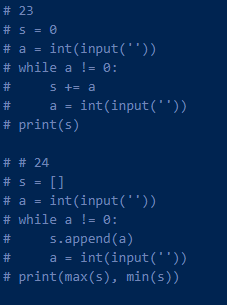 # 23
# s = 0
# a = int(input(''))
# while a != 0:
#     s += a
#     a = int(input(''))
# print(s)

# # 24
# s = []
# a = int(input(''))
# while a != 0:
#     s.append(a)
#     a = int(input(''))
# print(max(s), min(s))